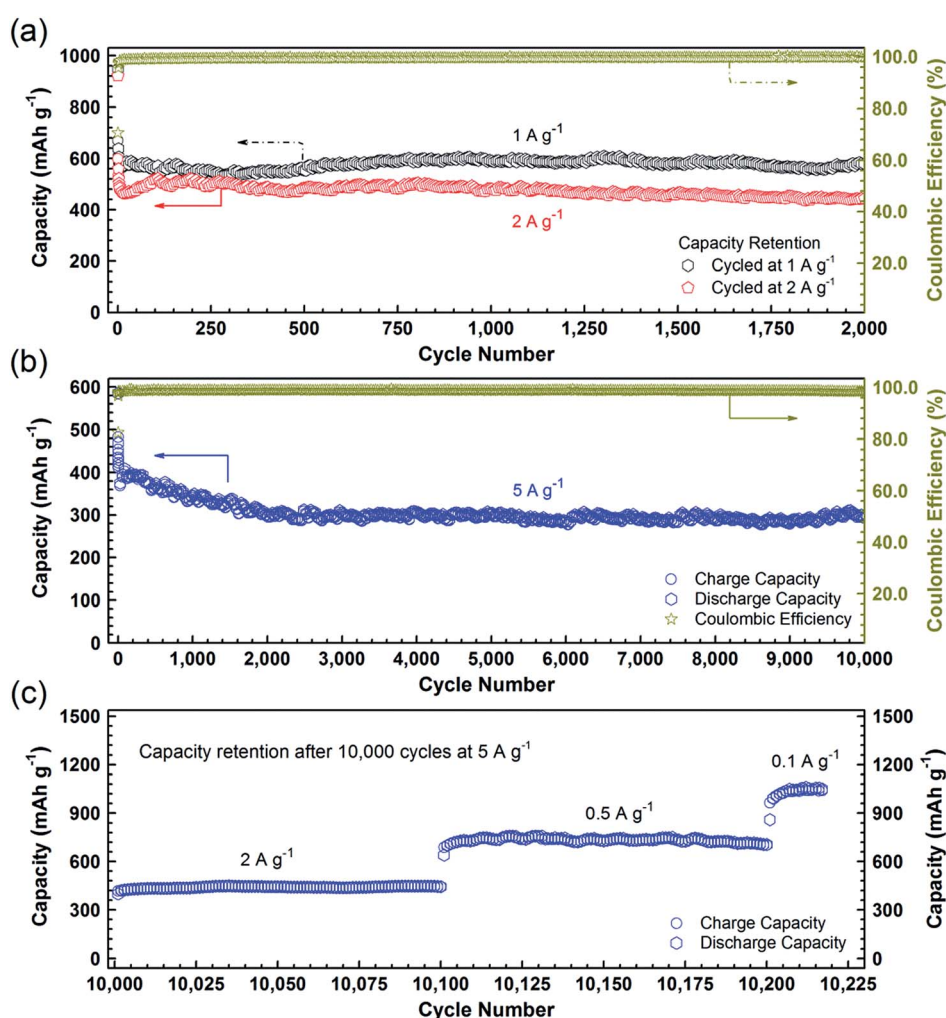 (a)
1000
800
600
400
200
0
Capacity (mAh g-1)
100.0
80.0
60.0
40.0
20.0
Coulombic Efficiency (%)
1 A g-1
2 A g-1
Capacity Retention
Cycled at 1 A g-1
Cycled at 2 A g-1
0 250 500 750 1,000 1,250 1,500 1,750 2,000
Cycle Number
(b)
600
500
400
300
200
100
0
Capacity (mAh g-1)
100.0
80.0
60.0
40.0
20.0
Coulombic Efficiency (%)
5 A g-1
Charge Capacity
Discharge Capacity
Coulombic Efficiency
0 1,000 2,000 3,000 4,000 5,000 6,000 7,000 8,000 9,000 10,000
Cycle Number
(c)
1500
1200
900
600
300
0
Capacity (mAh g-1)
1500
1200
900
600
300
0
Capacity (mAh g-1)
Capacity retention after 10,000 cycles at 5 A g-1
0.1 A g-1
0.5 A g-1
2 A g-1
Charge Capacity
Discharge Capacity
10,000 10,025 10,050 10,075 10,100 10,125 10,150 10,175 10,200 10,225
Cycle Number